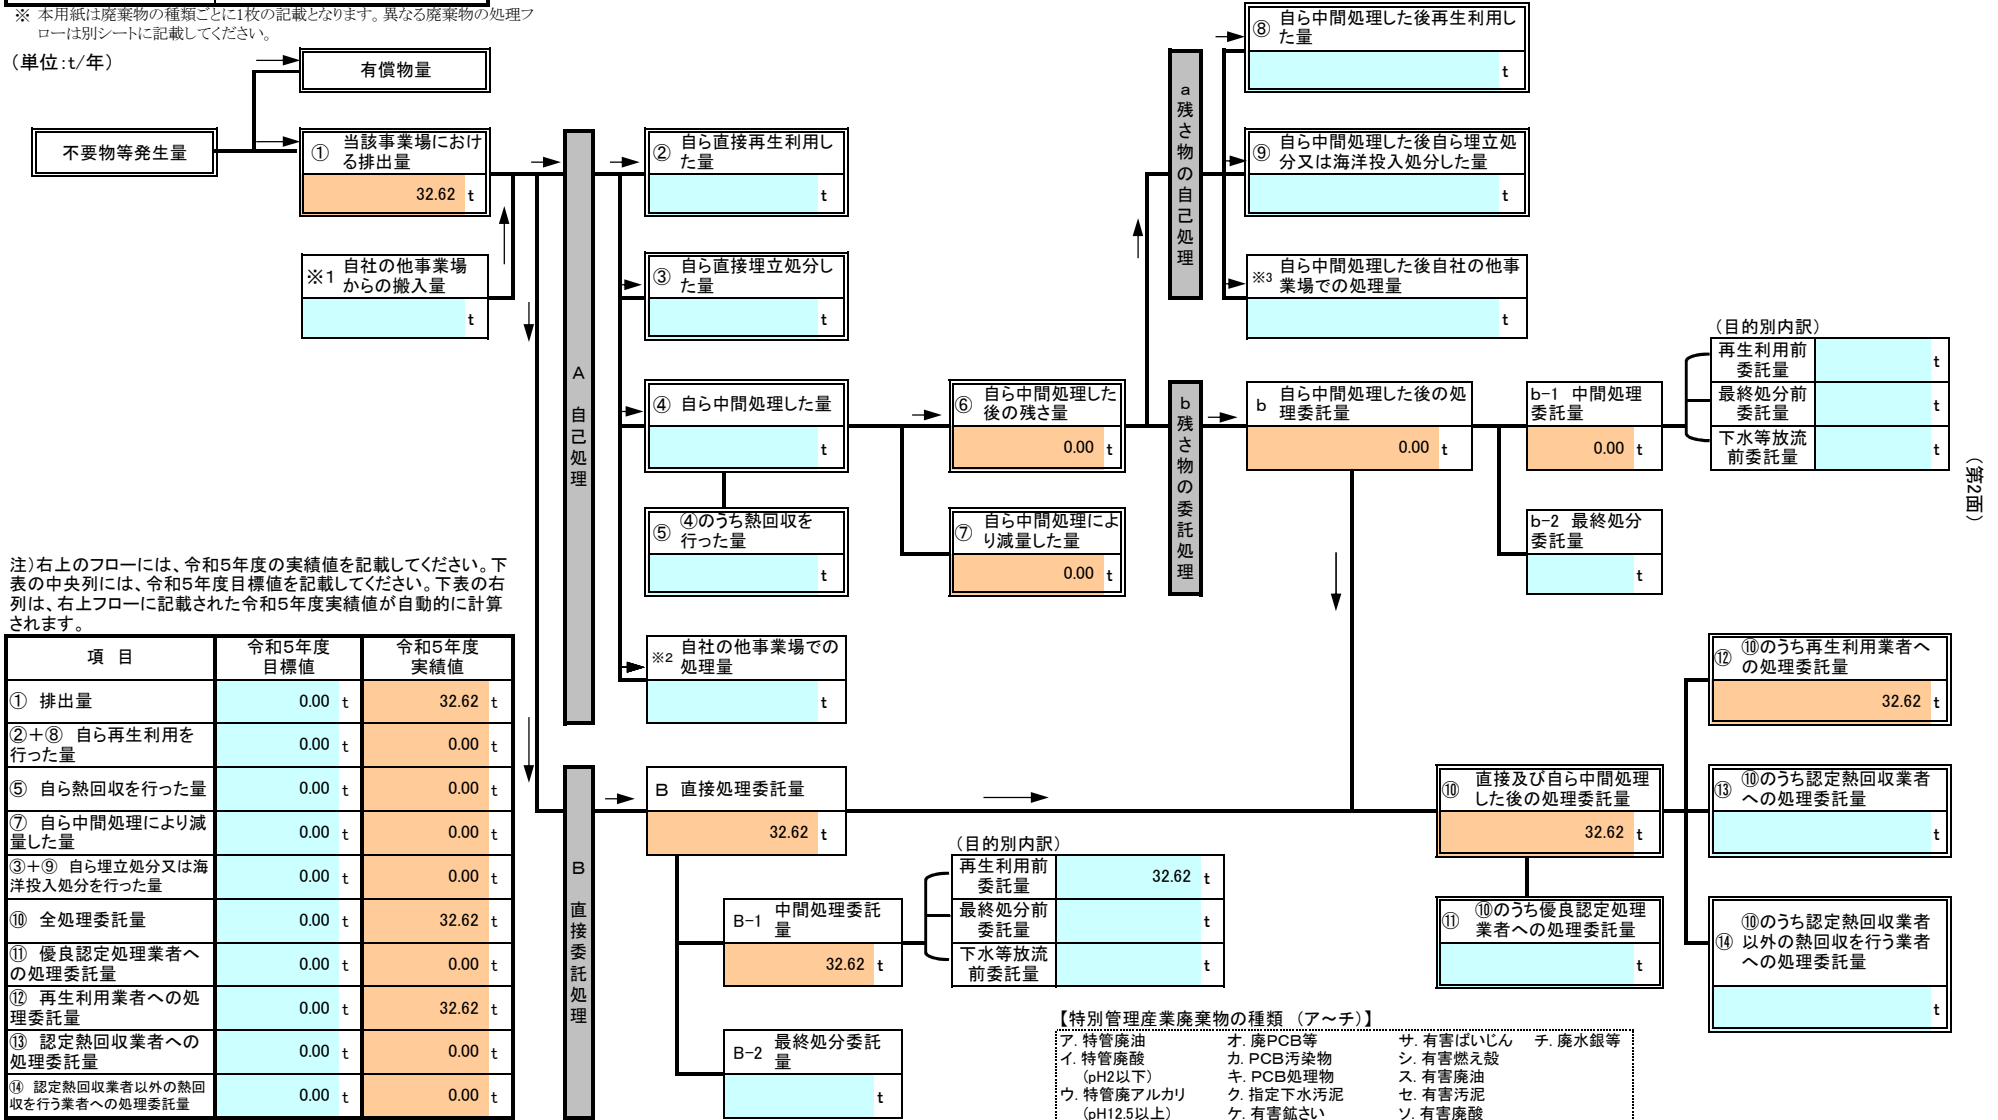 ※ 本用紙は廃棄物の種類ごとに1枚の記載となります。異なる廃棄物の処理フ
ローは別シートに記載してください。
（単位：t/年）
有償物量
不要物等発生量
① 当該事業場におけ
る排出量
32.62 t
※1 自社の他事業場
からの搬入量
t
A 自己処理
② 自ら直接再生利用し
た量
t
③ 自ら直接埋立処分し
た量
t
④ 自ら中間処理した量
t
⑤ ④のうち熱回収を
行った量
t
※2 自社の他事業場での
処理量
t
⑥ 自ら中間処理した
後の残さ量
0.00 t
⑦ 自ら中間処理によ
り減量した量
0.00 t
a 残さ物の自己処理
⑧ 自ら中間処理した後再生利用し
た量
t
⑨ 自ら中間処理した後自ら埋立処
分又は海洋投入処分した量
t
※3 自ら中間処理した後自社の他事
業場での処理量
t
b 残さ物の委託処理
b 自ら中間処理した後の処
理委託量
0.00 t
b-1 中間処理
委託量
0.00 t
（目的別内訳）
再生利用前
委託量
t
最終処分前
委託量
t
下水等放流
前委託量
t
b-2 最終処分
委託量
t
（第2面）
注）右上のフローには、令和5年度の実績値を記載してください。下
表の中央列には、令和5年度目標値を記載してください。下表の右
列は、右上フローに記載された令和5年度実績値が自動的に計算
されます。
項 目
令和5年度
目標値
令和5年度
実績値
① 排出量 0.00 t 32.62 t
②＋⑧ 自ら再生利用を
行った量 0.00 t 0.00 t
⑤ 自ら熱回収を行った量 0.00 t 0.00 t
⑦ 自ら中間処理により減
量した量 0.00 t 0.00 t
③＋⑨ 自ら埋立処分又は海
洋投入処分を行った量 0.00 t 0.00 t
⑩ 全処理委託量 0.00 t 32.62 t
⑪ 優良認定処理業者へ
の処理委託量 0.00 t 0.00 t
⑫ 再生利用業者への処
理委託量 0.00 t 32.62 t
⑬ 認定熱回収業者への
処理委託量 0.00 t 0.00 t
⑭ 認定熱回収業者以外の熱回
収を行う業者への処理委託量 0.00 t 0.00 t
B 直接委託処理
B 直接処理委託量
32.62 t
B-1 中間処理委託
量
32.62 t
（目的別内訳）
再生利用前
委託量
32.62 t
最終処分前
委託量
t
下水等放流
前委託量
t
B-2 最終処分委託
量
t
⑩ 直接及び自ら中間処理
した後の処理委託量
32.62 t
⑪ ⑩のうち優良認定処理
業者への処理委託量
t
⑫ ⑩のうち再生利用業者へ
の処理委託量
32.62 t
⑬ ⑩のうち認定熱回収業者
への処理委託量
t
⑭ ⑩のうち認定熱回収業者
以外の熱回収を行う業者
への処理委託量
t
【特別管理産業廃棄物の種類 （ア～チ）】
ア. 特管廃油 オ. 廃PCB等 サ. 有害ばいじん チ. 廃水銀等
イ. 特管廃酸 カ. PCB汚染物 シ. 有害燃え殻
（pH2以下） キ. PCB処理物 ス. 有害廃油
ウ. 特管廃アルカリ ク. 指定下水汚泥 セ. 有害汚泥
（pH12.5以上） ケ. 有害鉱さい ソ. 有害廃酸